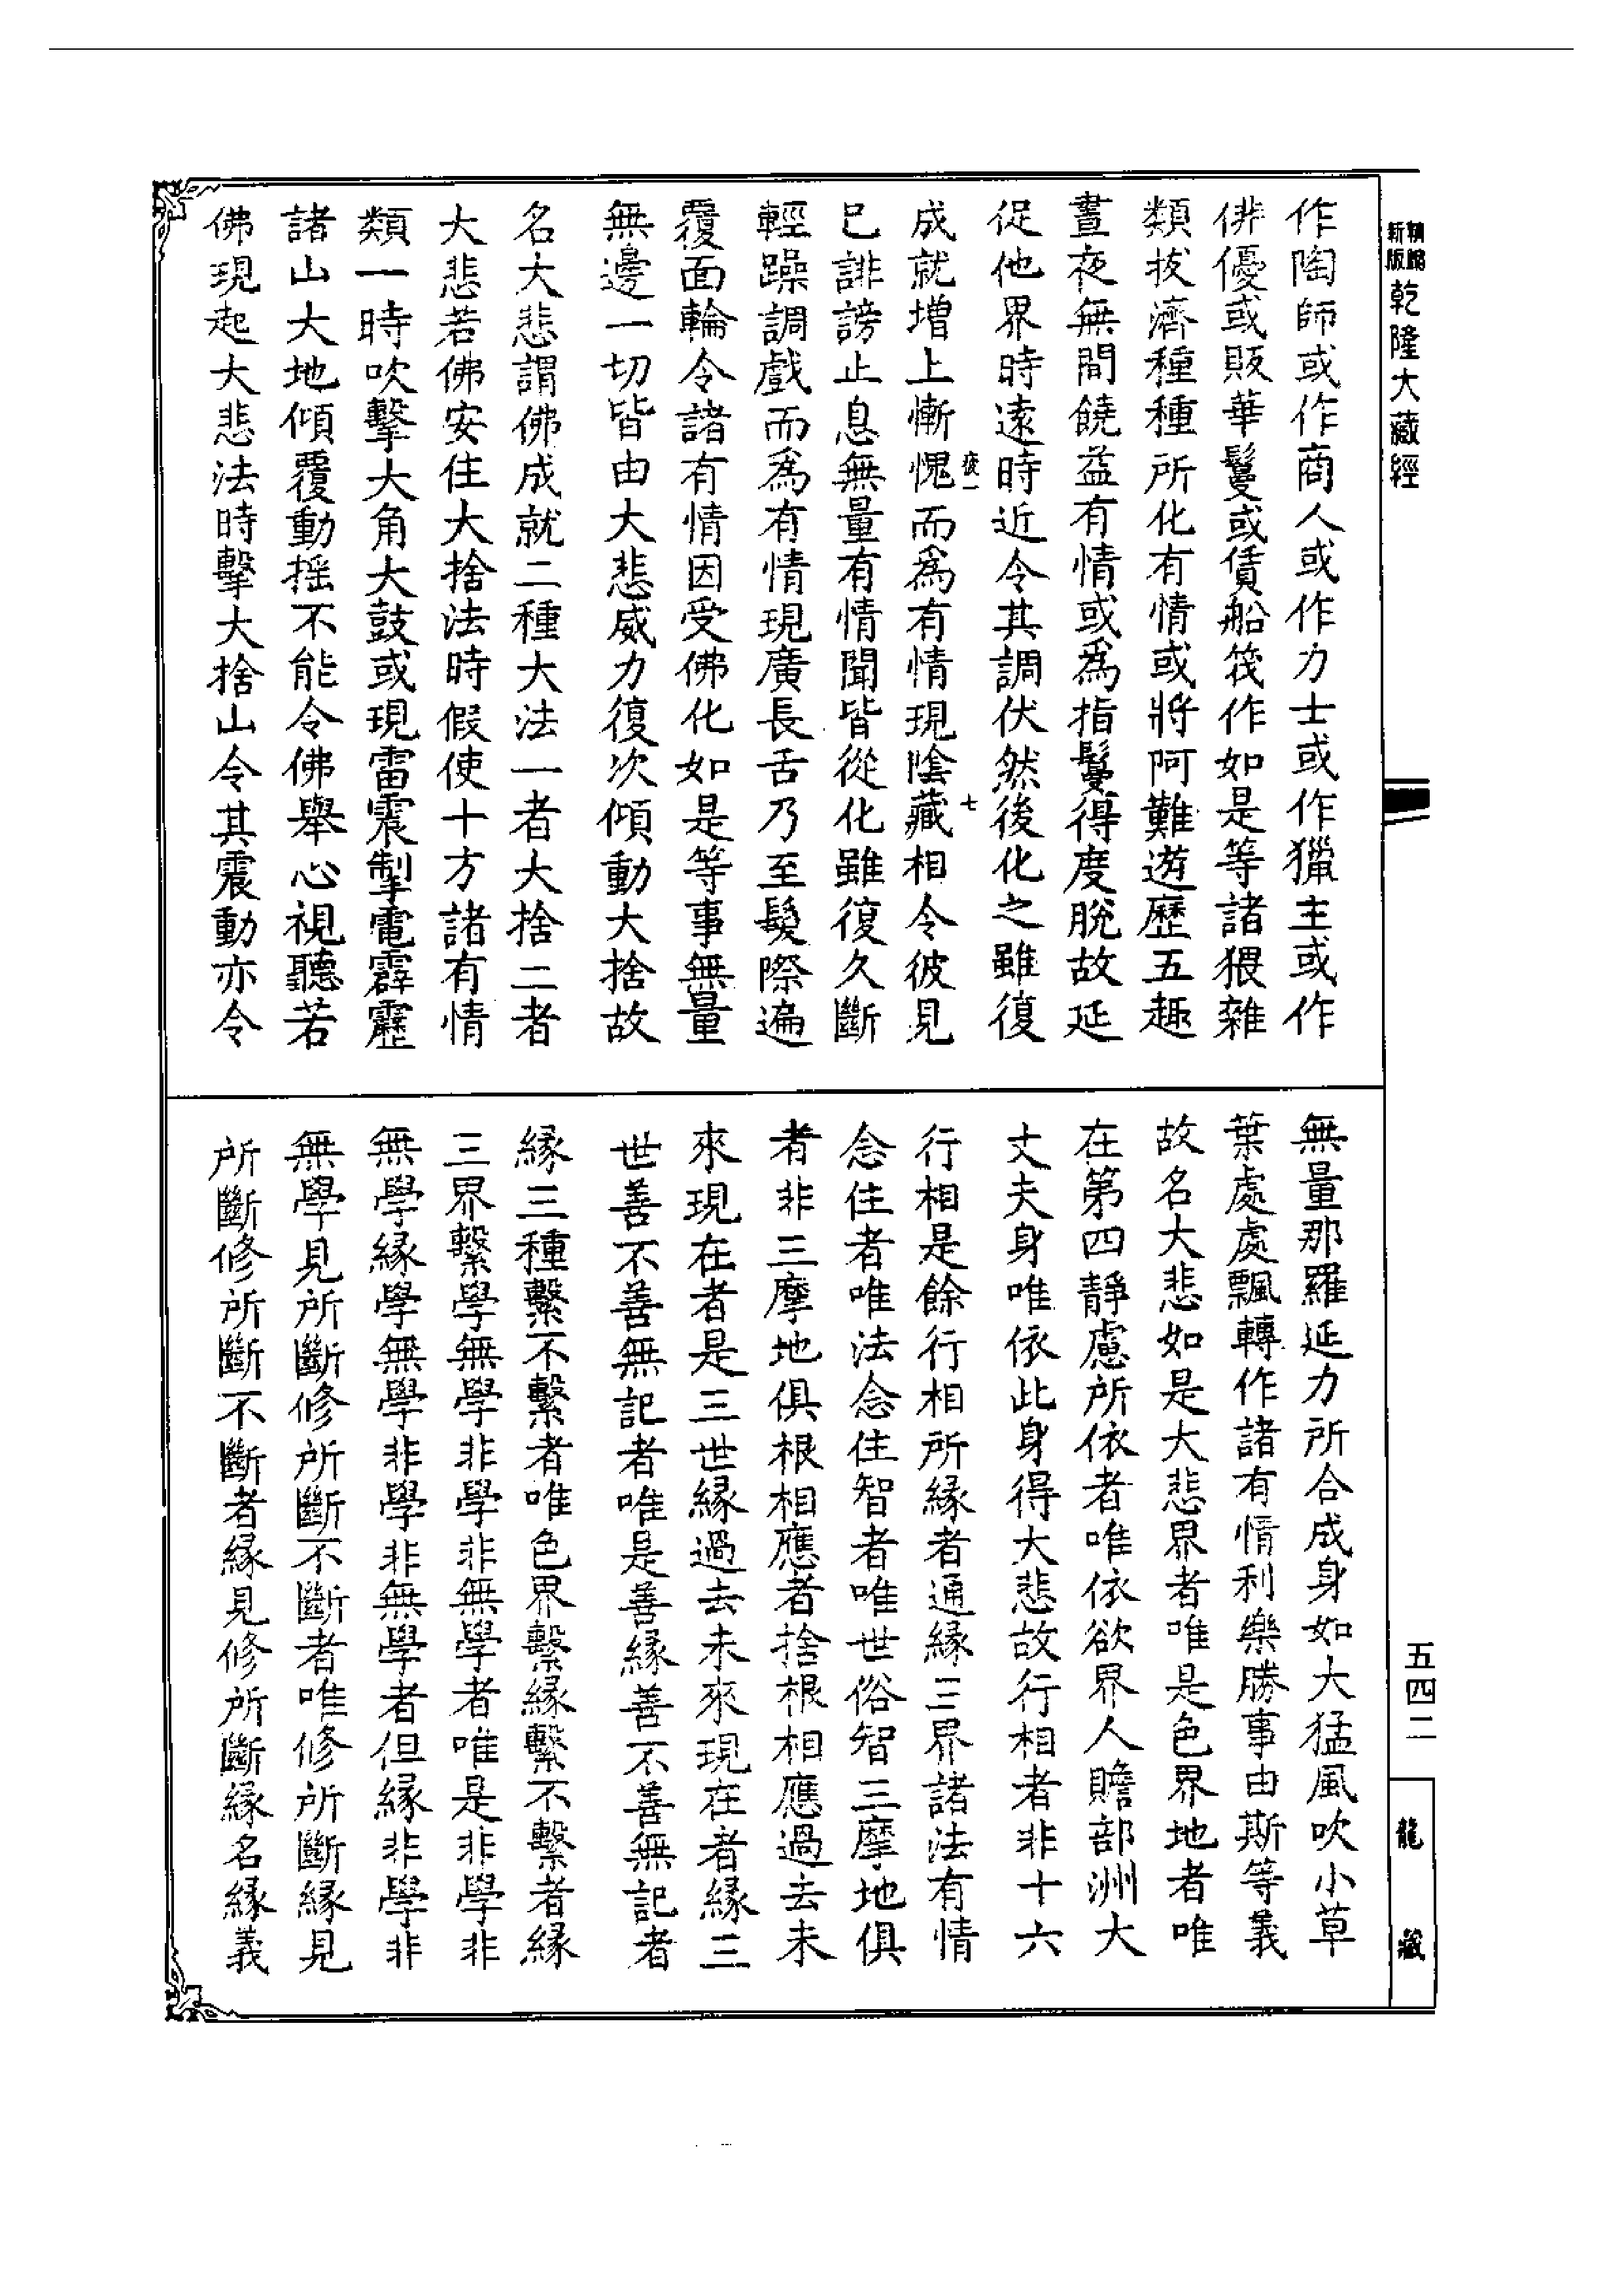 新版
精縮
乾隆大藏經
作陶師或作商人或作力士或作獵主或作
俳優或販華鬘或賃船筏作如是等諸猥雜
類拔濟種種所化有情或將阿難遊歷五趣
晝夜無間饒益有情或爲指鬘得度脫故延
促他界時遠時近令其調伏然後化之雖復
成就增上慚愧而爲有情現陰藏相令彼見
疲一
七
已誹謗止息無量有情聞皆從化雖復久斷
輕躁調戲而爲有情現廣長舌乃至髮際遍
覆面輪令諸有情因受佛化如是等事無量
無邊一切皆由大悲威力復次傾動大捨故
名大悲謂佛成就二種大法一者大捨二者
大悲若佛安住大捨法時假使十方諸有情
類一時吹擊大角大鼓或現雷震掣電霹靂
諸山大地傾覆動搖不能令佛舉心視聽若
佛現起大悲法時擊大捨山令其震動亦令
無量那羅延力所合成身如大猛風吹小草
葉處處飄轉作諸有情利樂勝事由斯等義
故名大悲如是大悲界者唯是色界地者唯
在第四靜慮所依者唯依欲界人贍部洲大
丈夫身唯依此身得大悲故行相者非十六
行相是餘行相所緣者通緣三界諸法有情
念住者唯法念住智者唯世俗智三摩地俱
者非三摩地俱根相應者捨根相應過去未
來現在者是三世緣過去未來現在者緣三
世善不善無記者唯是善緣善不善無記者
緣三種繫不繫者唯色界繫緣繫不繫者緣
三界繫學無學非學非無學者唯是非學非
無學緣學無學非學非無學者但緣非學非
無學見所斷修所斷不斷者唯修所斷緣見
所斷修所斷不斷者緣見修所斷緣名緣義
五四二
龍藏